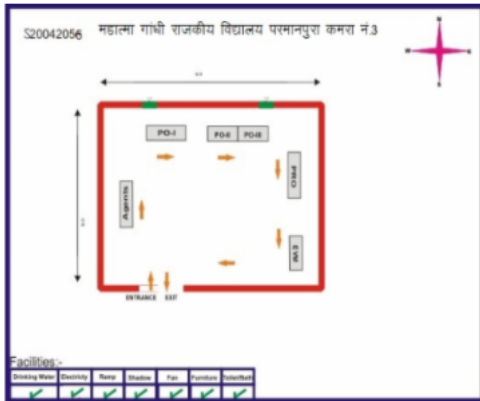 S20042056 महात्मा गांधी राजकीय विद्यालय परमानपुरा कमरा नं.3
N
W
S
PO-I
PO-II
PO-III
Agents
PRO
EVM
ENTRANCE EXIT
Facilities:-
Drinking Water Electricity Ramp Shadow Fan Furniture Toilet/Bath